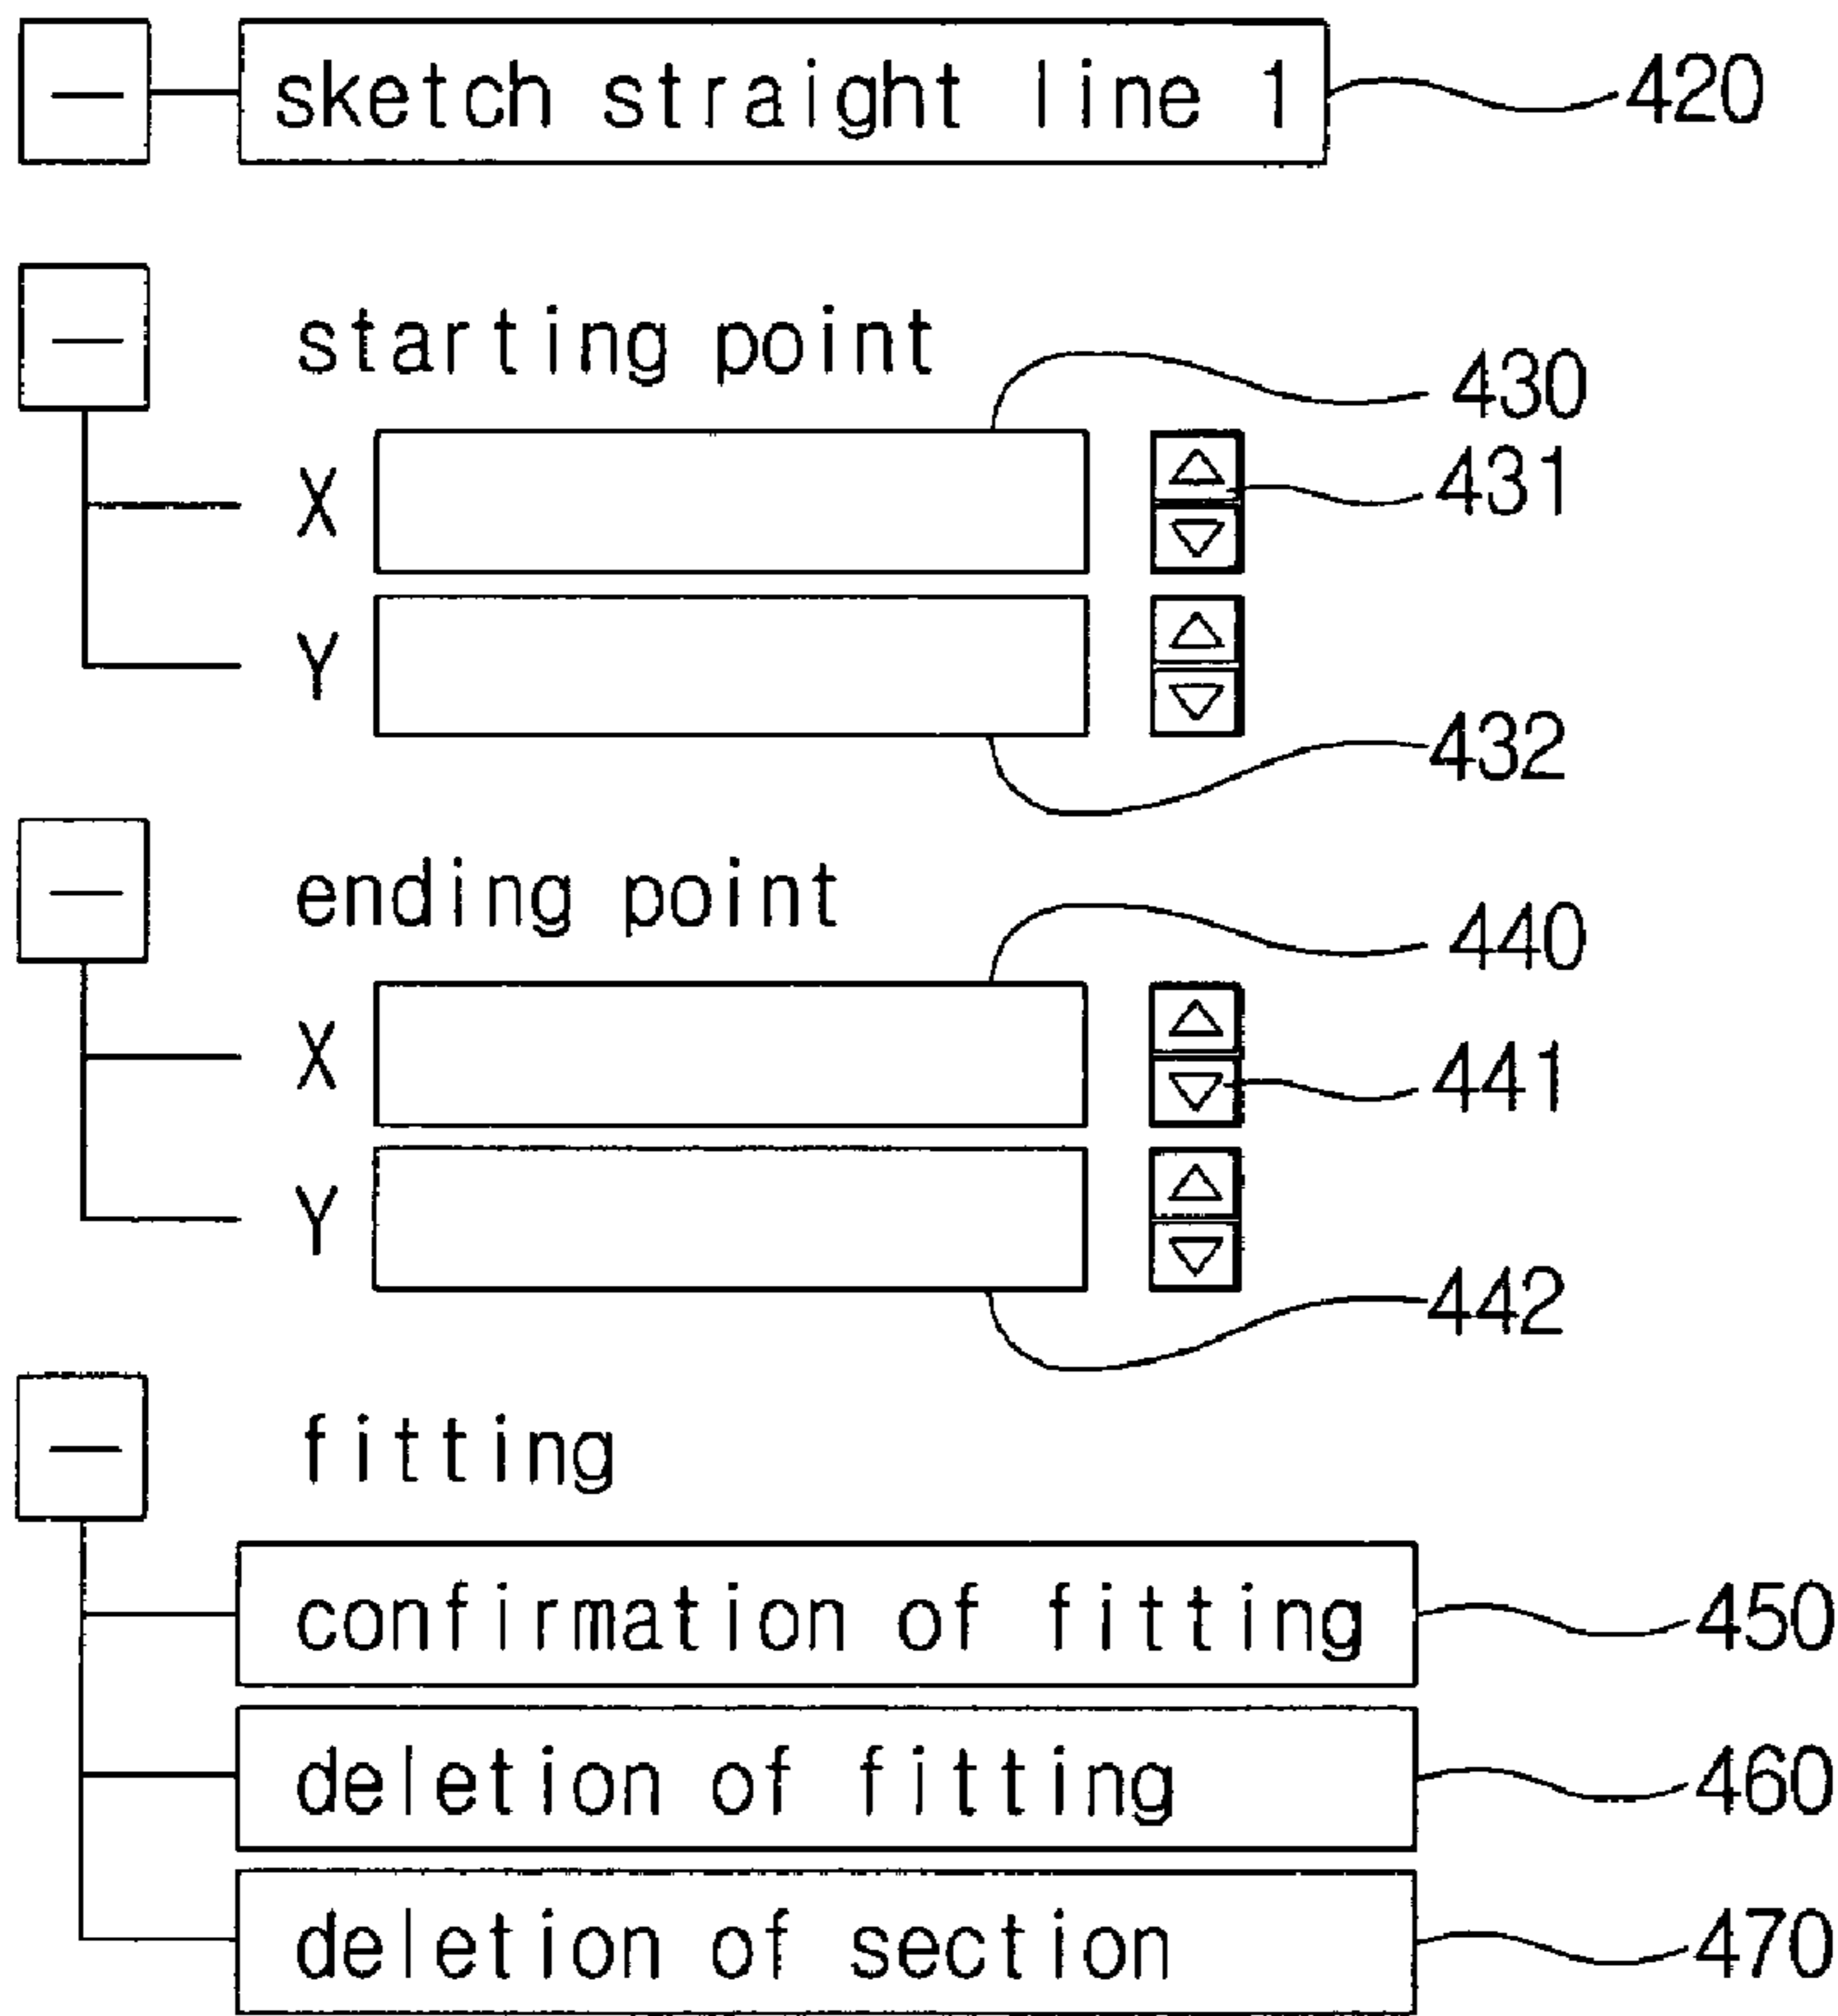 sketch straight line 1 420
starting point
430
X 431
Y
432
ending point
440
X 441
Y
442
fitting
confirmation of fitting 450
deletion of fitting 460
deletion of section 470